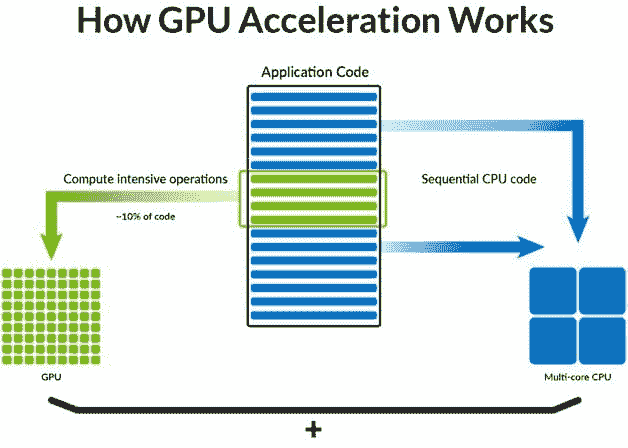 How GPU Acceleration Works
Application Code
Compute intensive operations
~10% of code
Sequential CPU code
GPU
Multi-core CPU
+